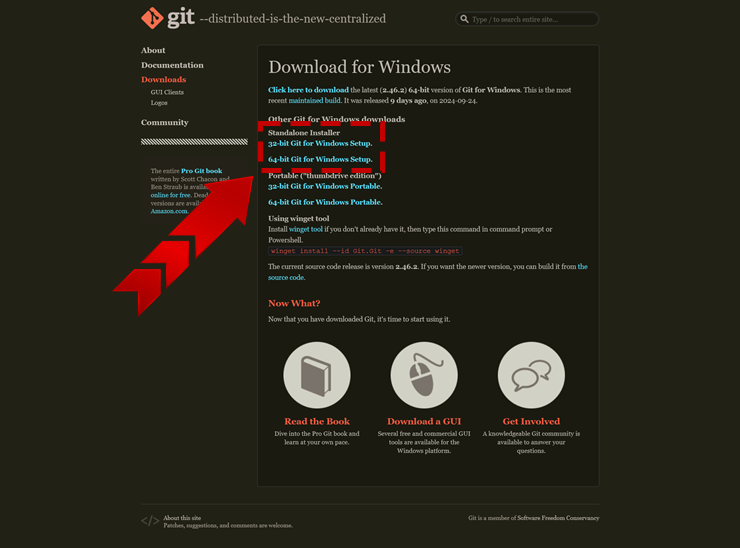 git --distributed-is-the-new-centralized
Type / to search entire site...
About
Documentation
Downloads
GUI Clients
Logos
Community
The entire Pro Git book
written by Scott Chacon and
Ben Straub is
online for free. Dead
versions are
Amazon.com.
Download for Windows
Click here to download the latest (2.46.2) 64-bit version of Git for Windows. This is the most
recent maintained build. It was released 9 days ago, on 2024-09-24.
Other Git for Windows downloads
Standalone Installer
32-bit Git for Windows Setup.
64-bit Git for Windows Setup.
Portable ("thumbdrive edition")
32-bit Git for Windows Portable.
64-bit Git for Windows Portable.
Using winget tool
Install winget tool if you don't already have it, then type this command in command prompt or
Powershell.
winget install --id Git.Git -e --source winget
The current source code release is version 2.46.2. If you want the newer version, you can build it from the
source code.
Now What?
Now that you have downloaded Git, it's time to start using it.
Read the Book
Dive into the Pro Git book and
learn at your own pace.
Download a GUI
Several free and commercial GUI
tools are available for the
Windows platform.
Get Involved
A knowledgeable Git community is
available to answer your
questions.
</> About this site
Patches, suggestions, and comments are welcome.
Git is a member of Software Freedom Conservancy